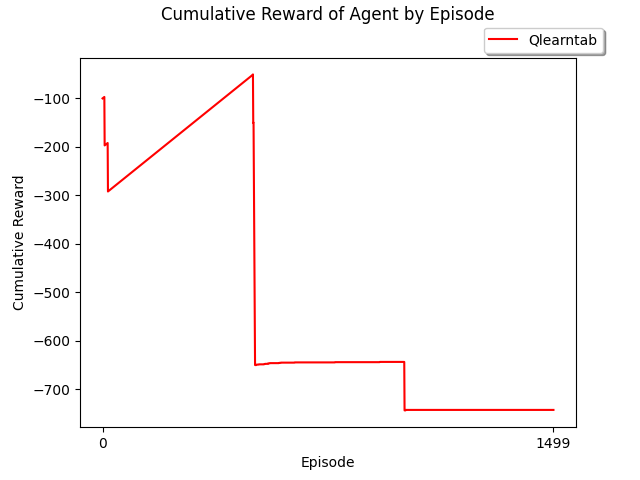 Cumulative Reward of Agent by Episode
Qlearntab
−100
−200
−300
−400
−500
−600
−700
Cumulative Reward
0
1499
Episode